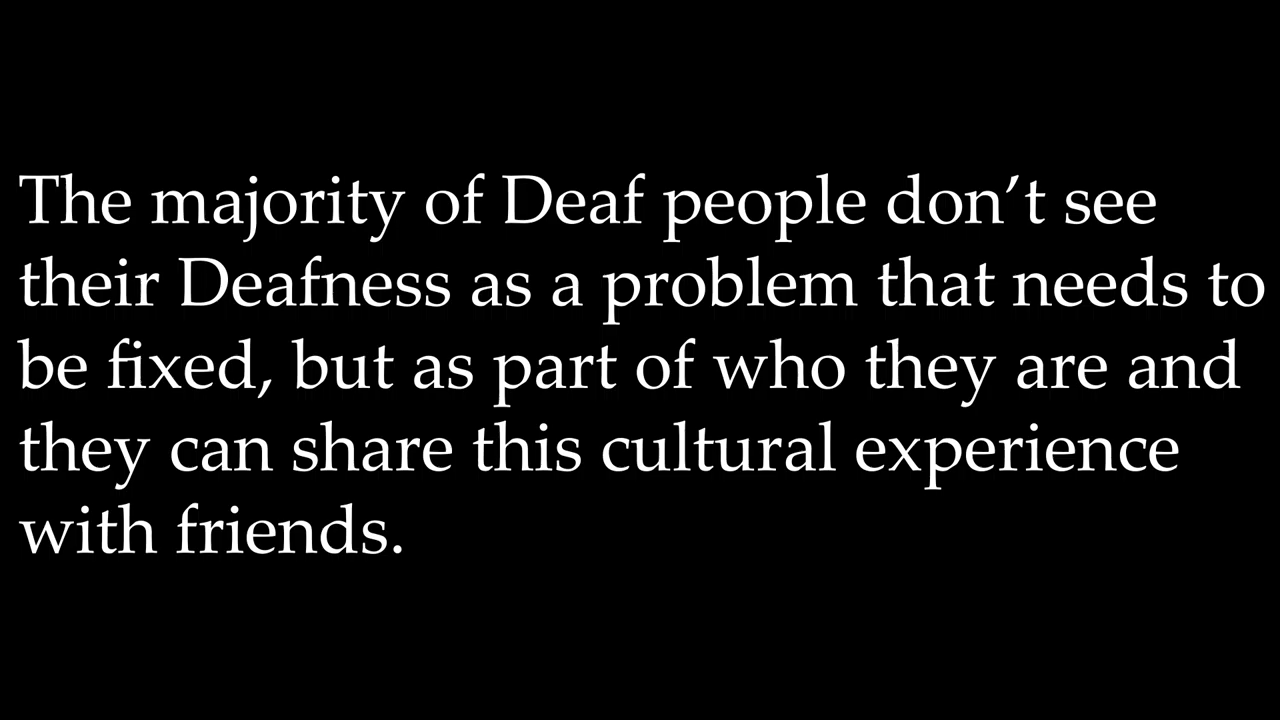 The majority of Deaf people don’t see
their Deafness as a problem that needs to
be fixed, but as part of who they are and
they can share this cultural experience
with friends.